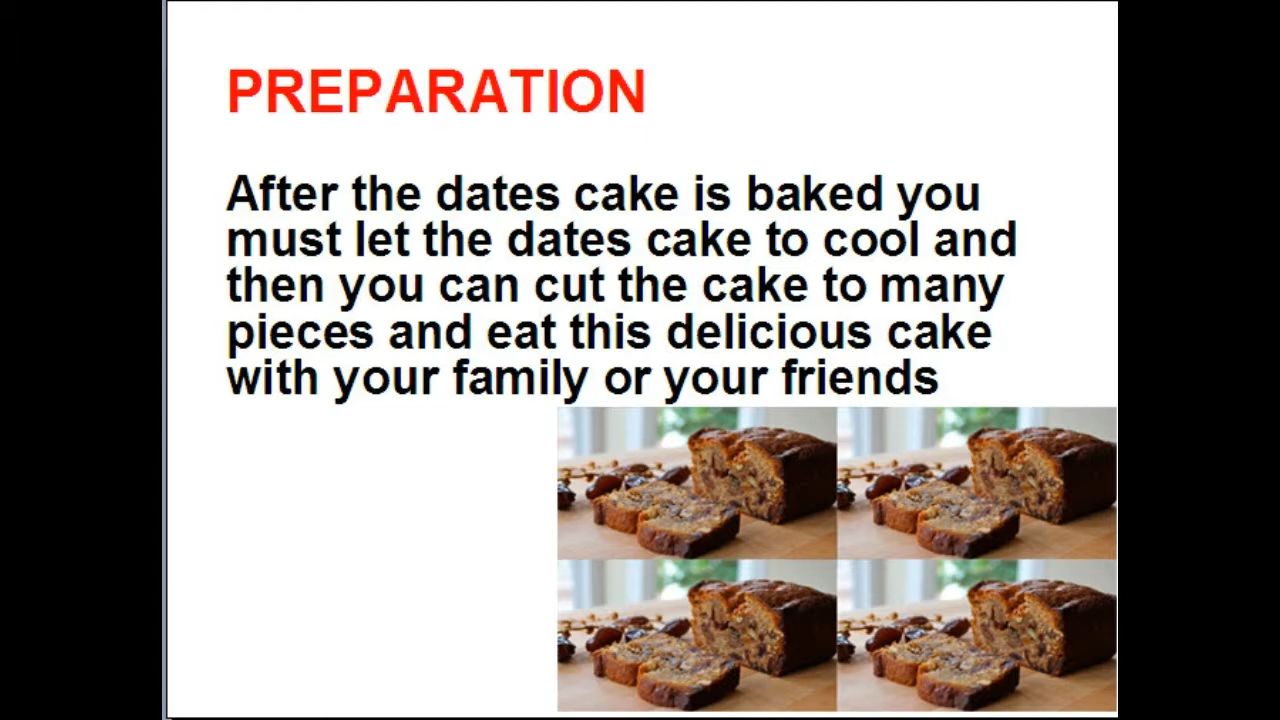 PREPARATION
After the dates cake is baked you
must let the dates cake to cool and
then you can cut the cake to many
pieces and eat this delicious cake
with your family or your friends